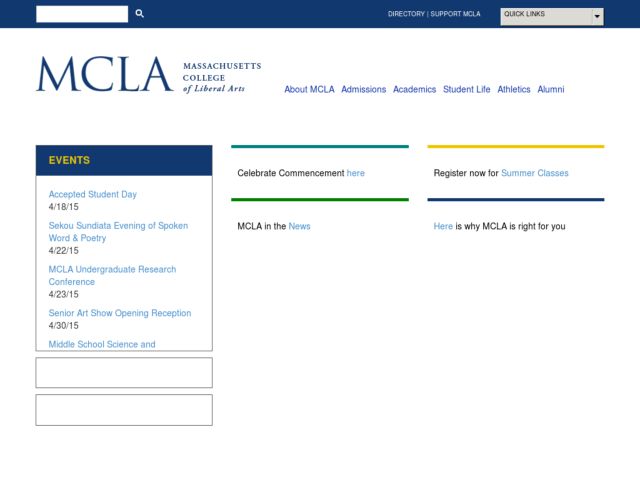 DIRECTORY | SUPPORT MCLA
QUICK LINKS
MCLA
MASSACHUSETTS
COLLEGE
of Liberal Arts
About MCLA Admissions Academics Student Life Athletics Alumni
EVENTS
Accepted Student Day
4/18/15
Sekou Sundiata Evening of Spoken
Word & Poetry
4/22/15
MCLA Undergraduate Research
Conference
4/23/15
Senior Art Show Opening Reception
4/30/15
Middle School Science and
Celebrate Commencement here
Register now for Summer Classes
MCLA in the News
Here is why MCLA is right for you